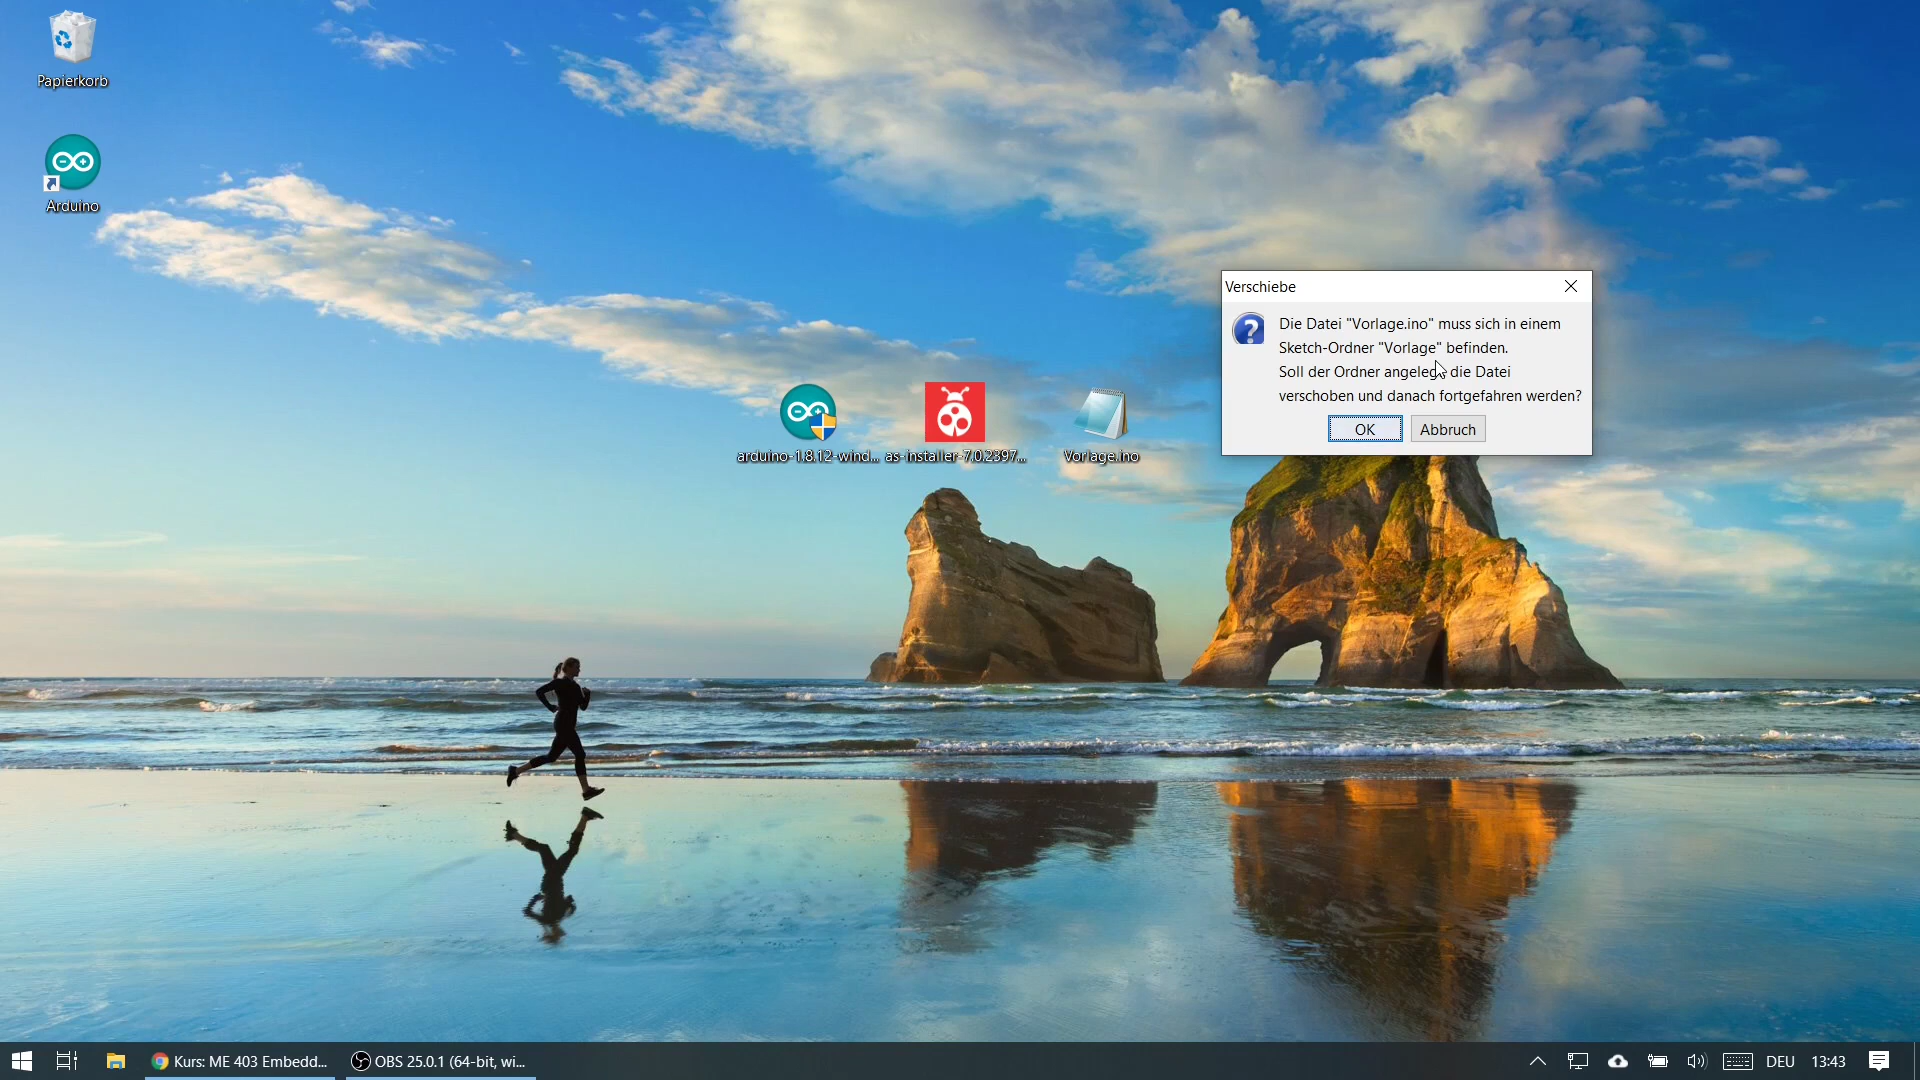 Papierkorb
Arduino
Verschiebe
Die Datei "Vorlage.ino" muss sich in einem
Sketch-Ordner "Vorlage" befinden.
Soll der Ordner angelegt, die Datei
verschoben und danach fortgefahren werden?
OK
Abbruch
arduino-1.8.12-wind...
as-installer-7.0.2397...
Vorlage.ino
Kurs: ME 403 Embedd...
OBS 25.0.1 (64-bit, wi...
DEU
13:43